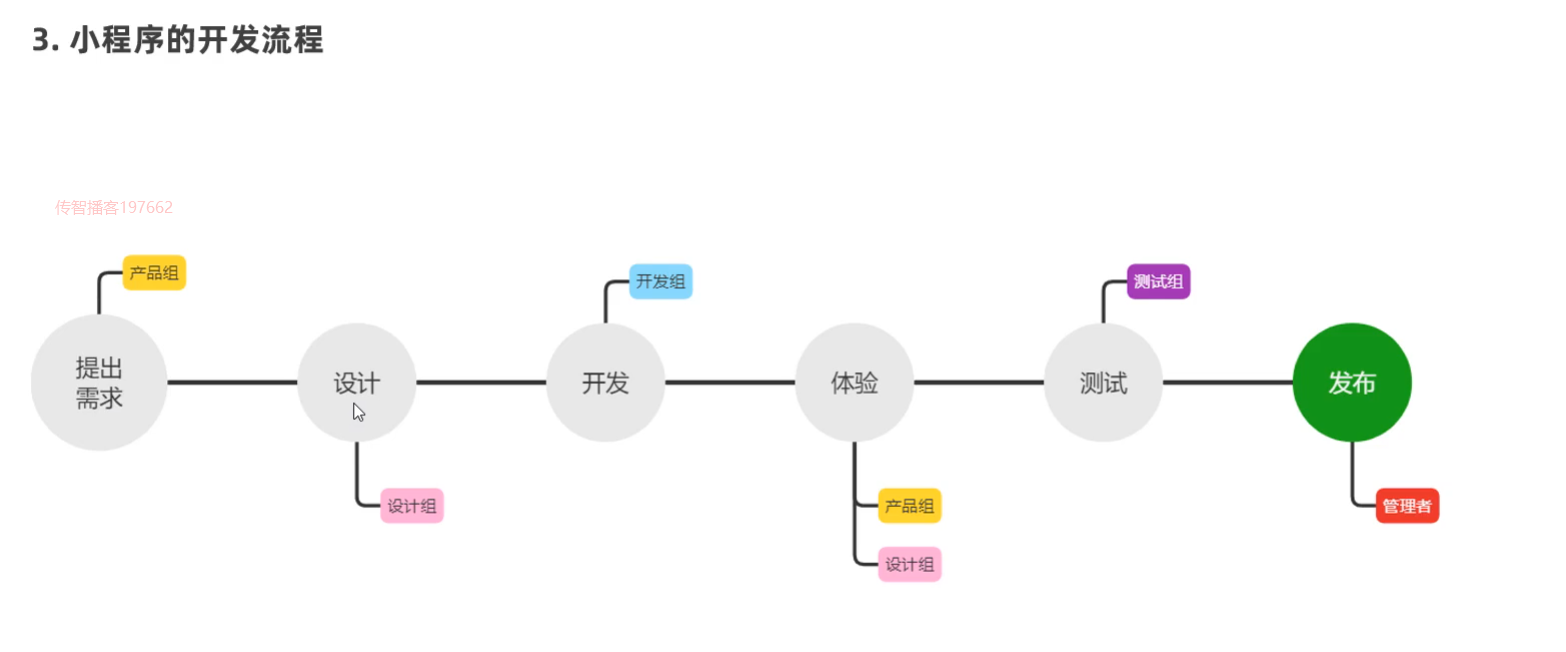 3. 小程序的开发流程
传智播客197662
产品组
开发组
测试组
提出
需求
设计
开发
体验
测试
发布
设计组
产品组
管理者
设计组